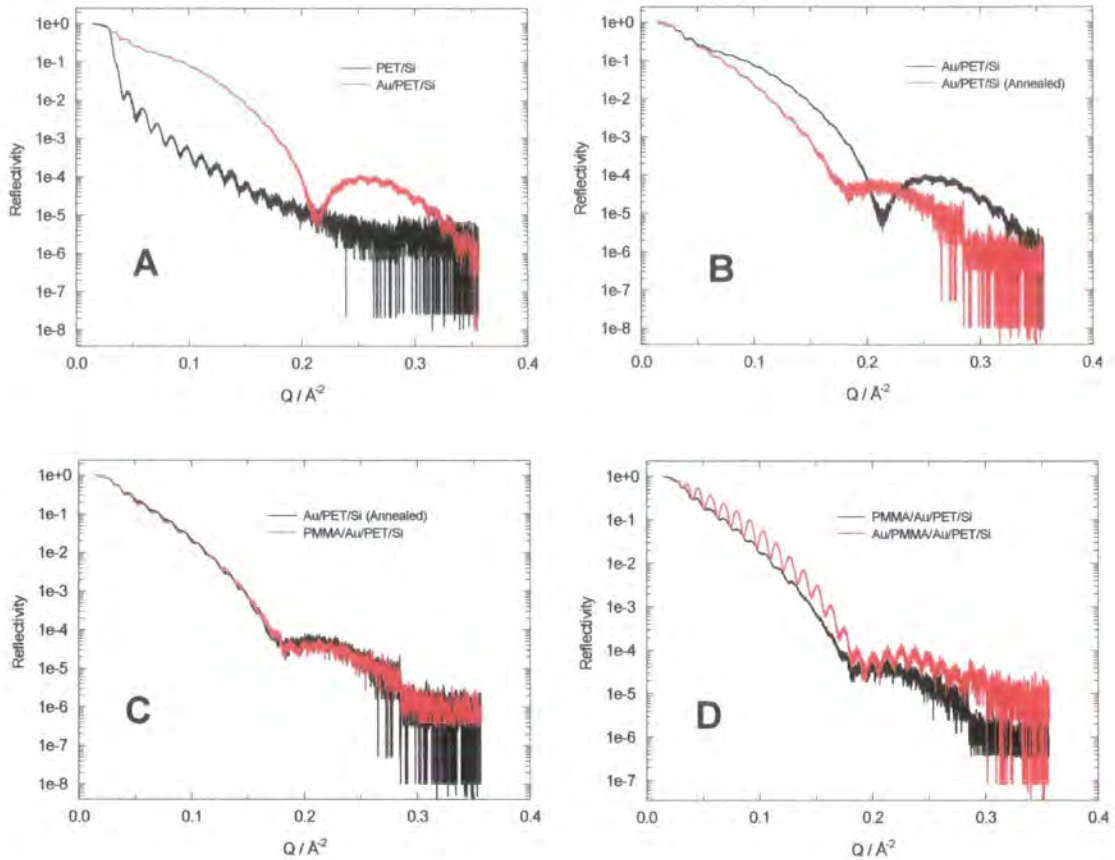 1e+0
1e-1
1e-2
1e-3
1e-4
1e-5
1e-6
1e-7
1e-8
Reflectivity
PET/Si
Au/PET/Si
A
0.0 0.1 0.2 0.3 0.4
Q / Å⁻²
1e+0
1e-1
1e-2
1e-3
1e-4
1e-5
1e-6
1e-7
1e-8
Reflectivity
Au/PET/Si
Au/PET/Si (Annealed)
B
0.0 0.1 0.2 0.3 0.4
Q / Å⁻²
1e+0
1e-1
1e-2
1e-3
1e-4
1e-5
1e-6
1e-7
1e-8
Reflectivity
Au/PET/Si (Annealed)
PMMA/Au/PET/Si
C
0.0 0.1 0.2 0.3 0.4
Q / Å⁻²
1e+0
1e-1
1e-2
1e-3
1e-4
1e-5
1e-6
1e-7
Reflectivity
PMMA/Au/PET/Si
Au/PMMA/Au/PET/Si
D
0.0 0.1 0.2 0.3 0.4
Q / Å⁻²